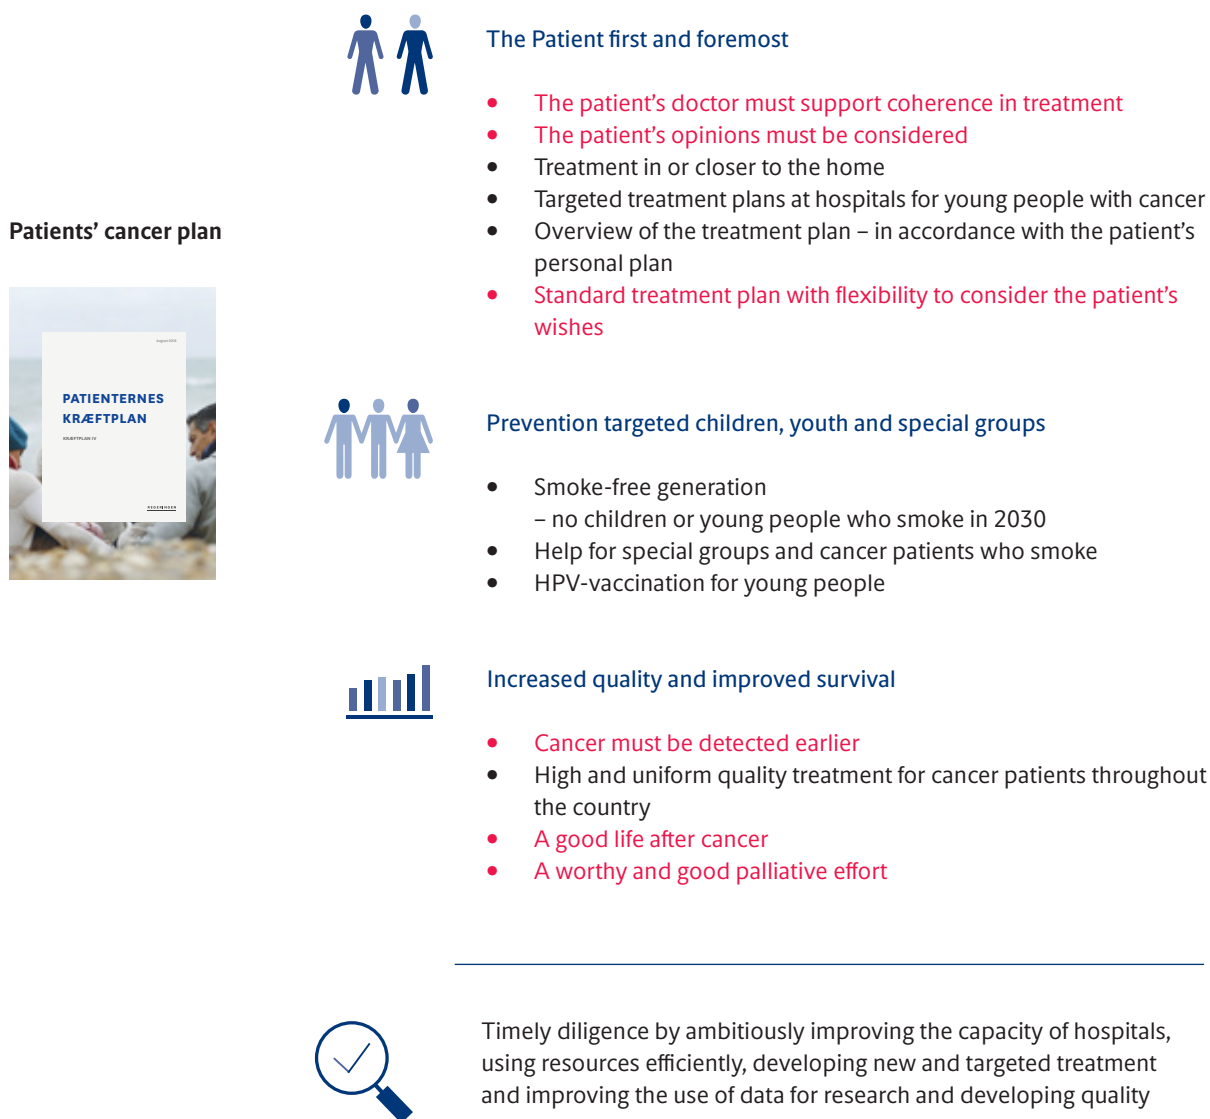 The Patient first and foremost
• The patient’s doctor must support coherence in treatment
• The patient’s opinions must be considered
• Treatment in or closer to the home
• Targeted treatment plans at hospitals for young people with cancer
• Overview of the treatment plan – in accordance with the patient’s
personal plan
• Standard treatment plan with flexibility to consider the patient’s
wishes
Patients’ cancer plan
August 2016
PATIENTERNES
KRÆFTPLAN
KRÆFTPLAN IV
REGERINGEN
Prevention targeted children, youth and special groups
• Smoke-free generation
– no children or young people who smoke in 2030
• Help for special groups and cancer patients who smoke
• HPV-vaccination for young people
Increased quality and improved survival
• Cancer must be detected earlier
• High and uniform quality treatment for cancer patients throughout
the country
• A good life after cancer
• A worthy and good palliative effort
Timely diligence by ambitiously improving the capacity of hospitals,
using resources efficiently, developing new and targeted treatment
and improving the use of data for research and developing quality